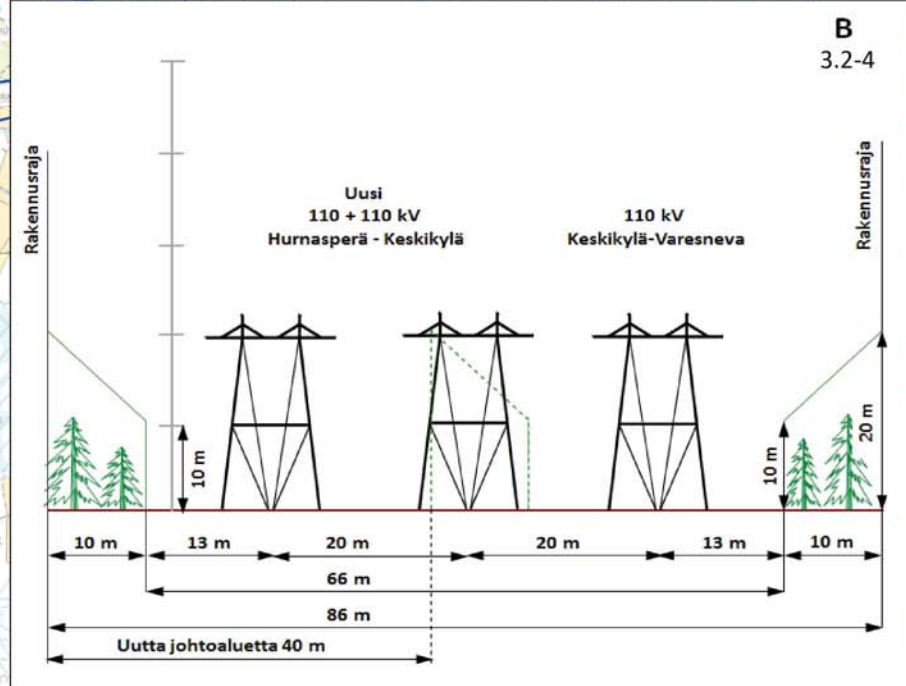 B
3.2-4
Rakennusraja
Rakennusraja
Uusi
110 + 110 kV
Hurnasperä - Keskikylä
110 kV
Keskikylä-Varesneva
10 m
10 m
20 m
10 m
13 m
20 m
20 m
13 m
10 m
66 m
86 m
Uutta johtoaluetta 40 m